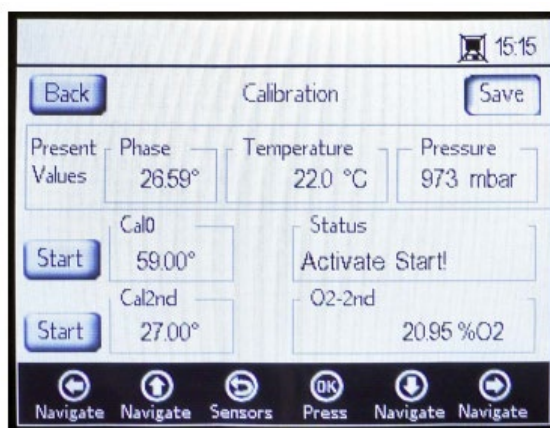 15:15
Back Calibration Save
Present Values Phase 26.59° Temperature 22.0 °C Pressure 973 mbar
Cal0 Status
Start 59.00° Activate Start!
Cal2nd O2-2nd
Start 27.00° 20.95 %O2
OK
Navigate Navigate Sensors Press Navigate Navigate